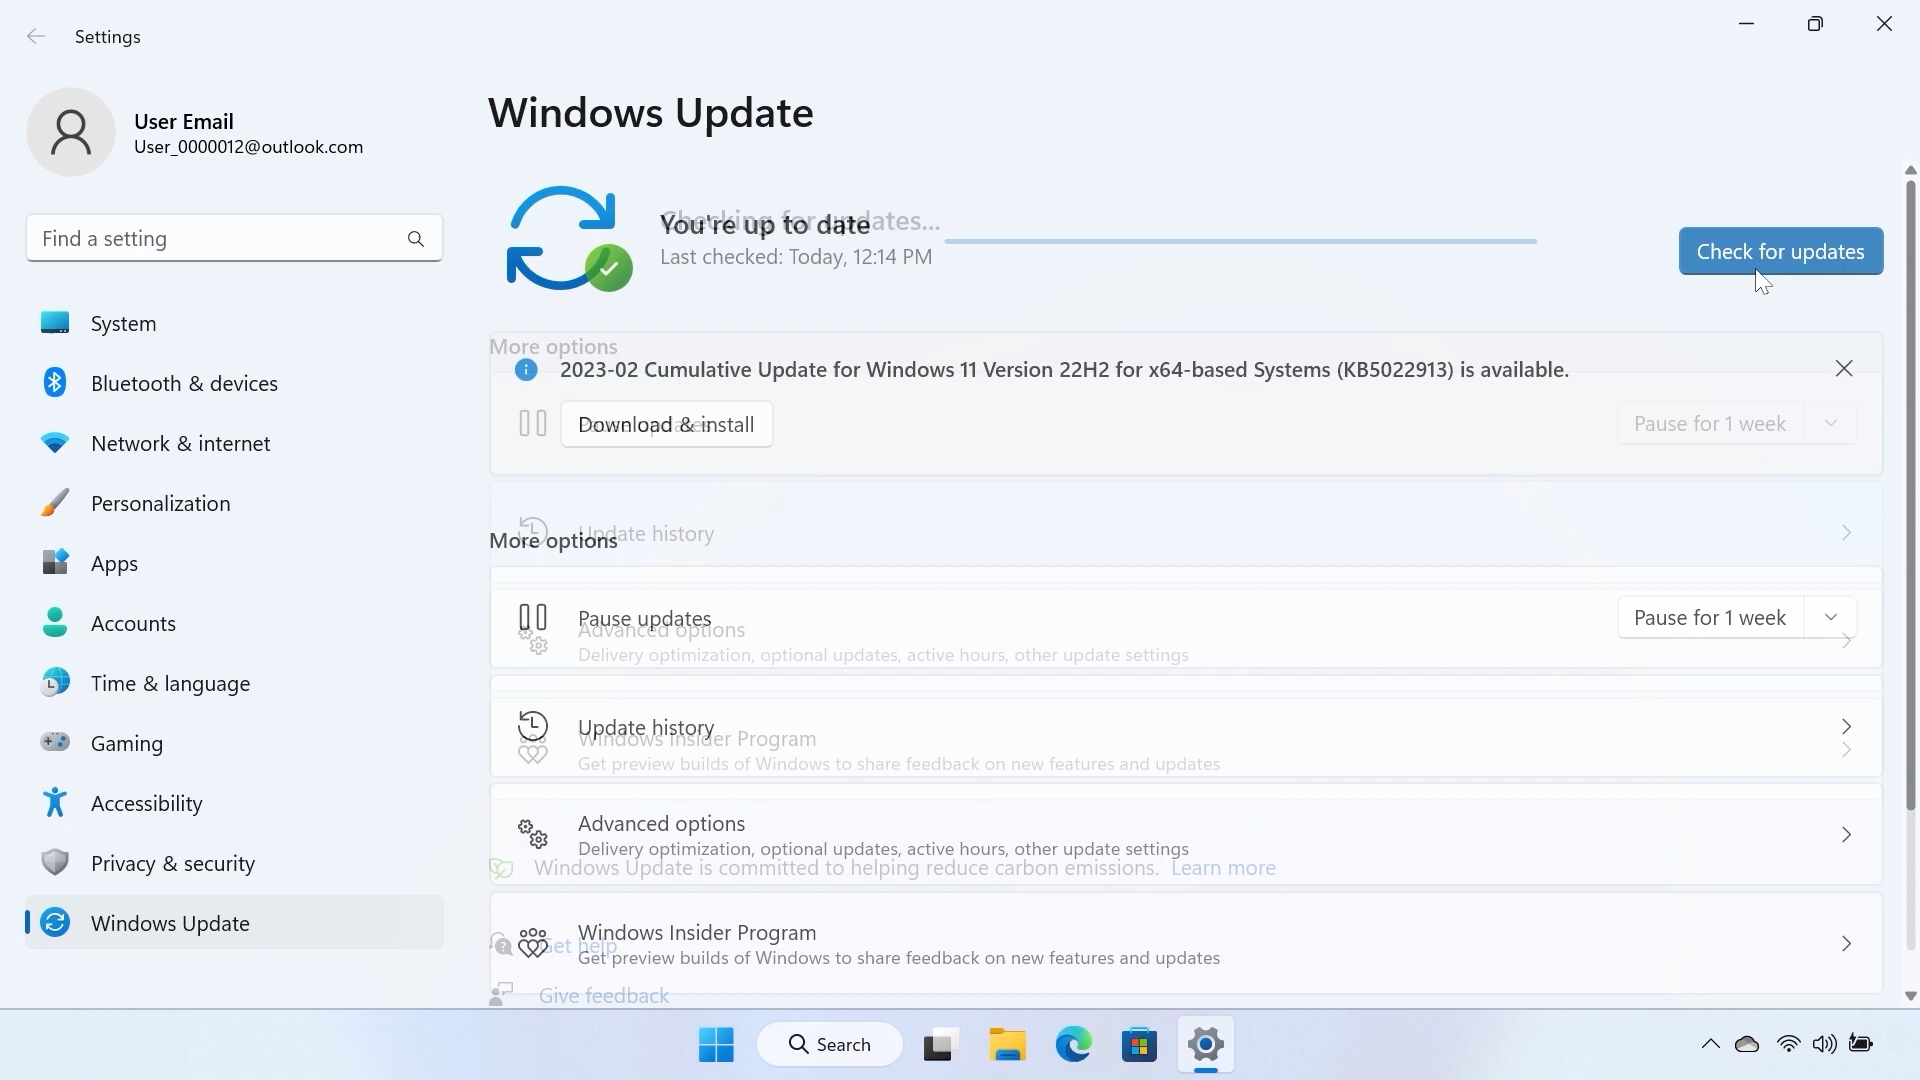 Settings
User Email
User_0000012@outlook.com
Find a setting
System
Bluetooth & devices
Network & internet
Personalization
Apps
Accounts
Time & language
Gaming
Accessibility
Privacy & security
Windows Update
Windows Update
Checking for updates...
You're up to date
Last checked: Today, 12:14 PM
Check for updates
More options
2023-02 Cumulative Update for Windows 11 Version 22H2 for x64-based Systems (KB5022913) is available.
Download & install
Pause updates
Pause for 1 week
Update history
More options
Pause updates
Pause for 1 week
Advanced options
Delivery optimization, optional updates, active hours, other update settings
Update history
Windows Insider Program
Get preview builds of Windows to share feedback on new features and updates
Advanced options
Delivery optimization, optional updates, active hours, other update settings
Windows Update is committed to helping reduce carbon emissions. Learn more
Windows Insider Program
Get help
Get preview builds of Windows to share feedback on new features and updates
Give feedback
Search